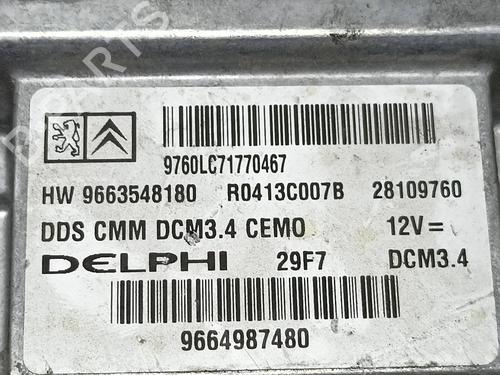 9760LC71770467
HW 9663548180 R0413C007B 28109760
DDS CMM DCM3.4 CEMO 12V =
DELPHI 29F7 DCM3.4
9664987480